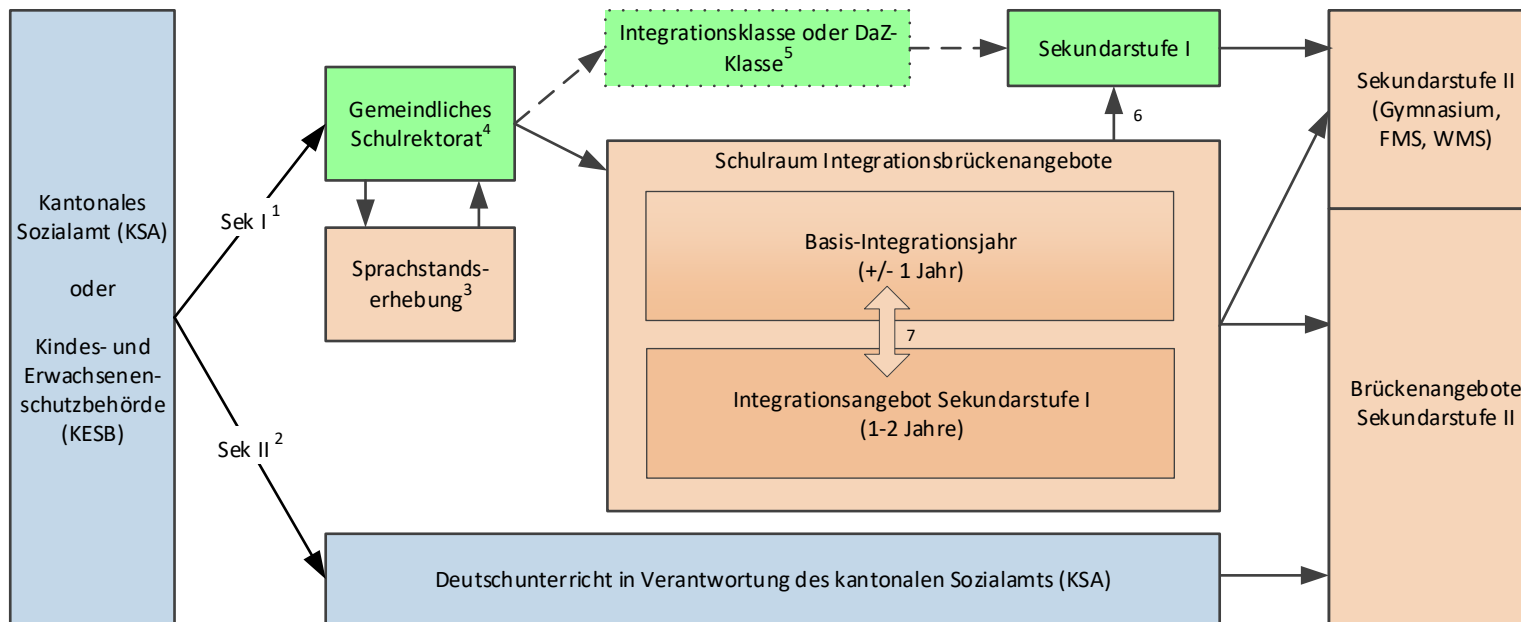 Kantonales
Sozialamt (KSA)
oder
Kindes- und
Erwachsenen-
schutzbehörde
(KESB)
Sek I 1
Sek II 2
Gemeindliches
Schulrektorat4
Sprachstands-
erhebung3
Integrationsklasse oder DaZ-
Klasse5
Sekundarstufe I
6
Schulraum Integrationsbrückenangebote
Basis-Integrationsjahr
(+/- 1 Jahr)
7
Integrationsangebot Sekundarstufe I
(1-2 Jahre)
Deutschunterricht in Verantwortung des kantonalen Sozialamts (KSA)
Sekundarstufe II
(Gymnasium,
FMS, WMS)
Brückenangebote
Sekundarstufe II